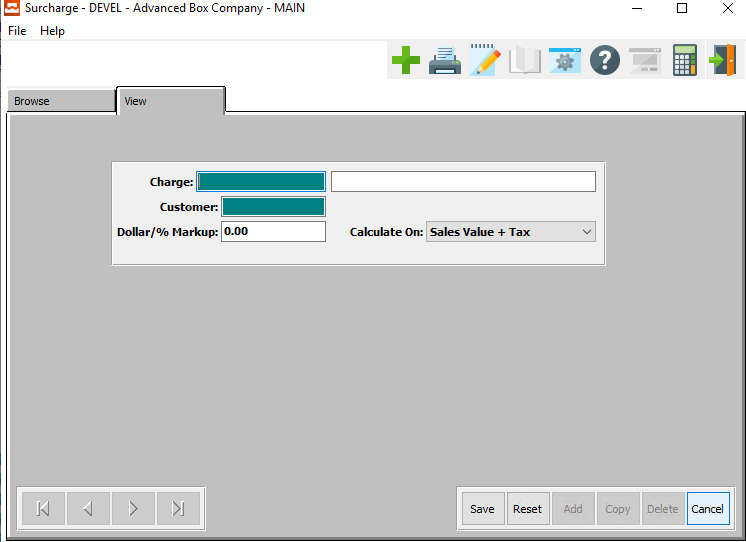 Surcharge - DEVEL - Advanced Box Company - MAIN
File Help
Browse View
Charge:
Customer:
Dollar/% Markup: 0.00 Calculate On: Sales Value + Tax
Save Reset Add Copy Delete Cancel